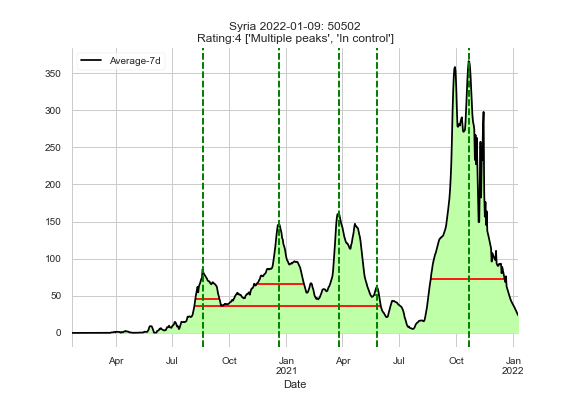 Syria 2022-01-09: 50502
Rating:4 ['Multiple peaks', 'In control']
Average-7d
350
300
250
200
150
100
50
0
Apr Jul Oct Jan Apr Jul Oct Jan
2021 2022
Date